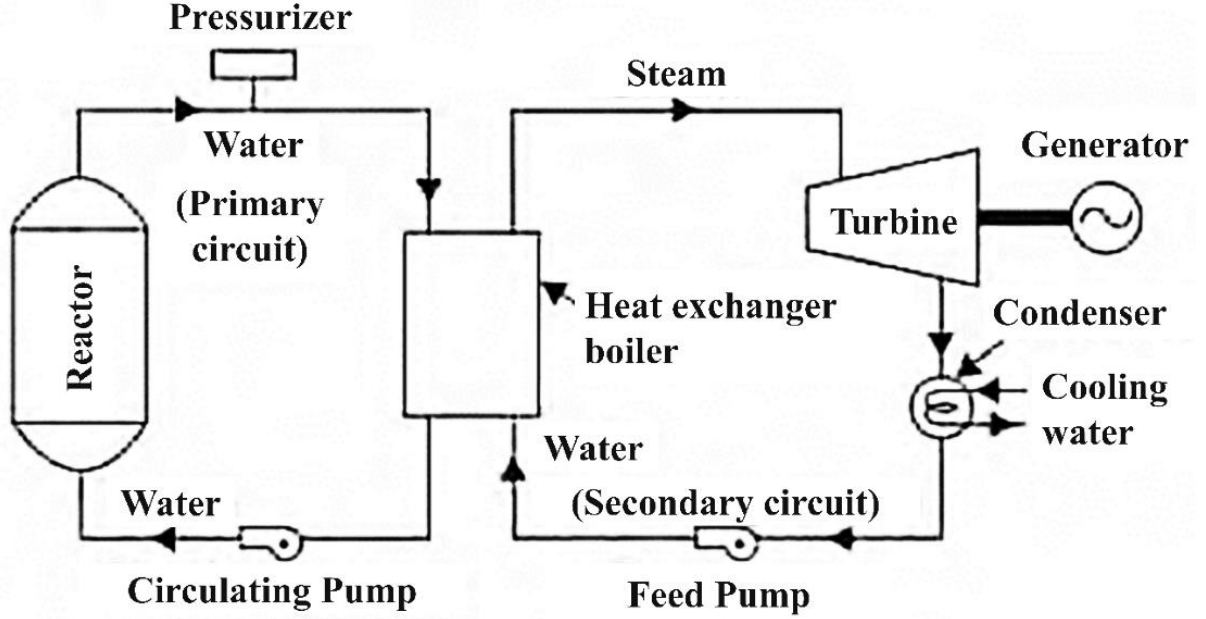 Pressurizer
Steam
Water
(Primary
circuit)
Generator
Turbine
Reactor
Heat exchanger
boiler
Condenser
Cooling
water
Water
Water
(Secondary circuit)
Circulating Pump
Feed Pump